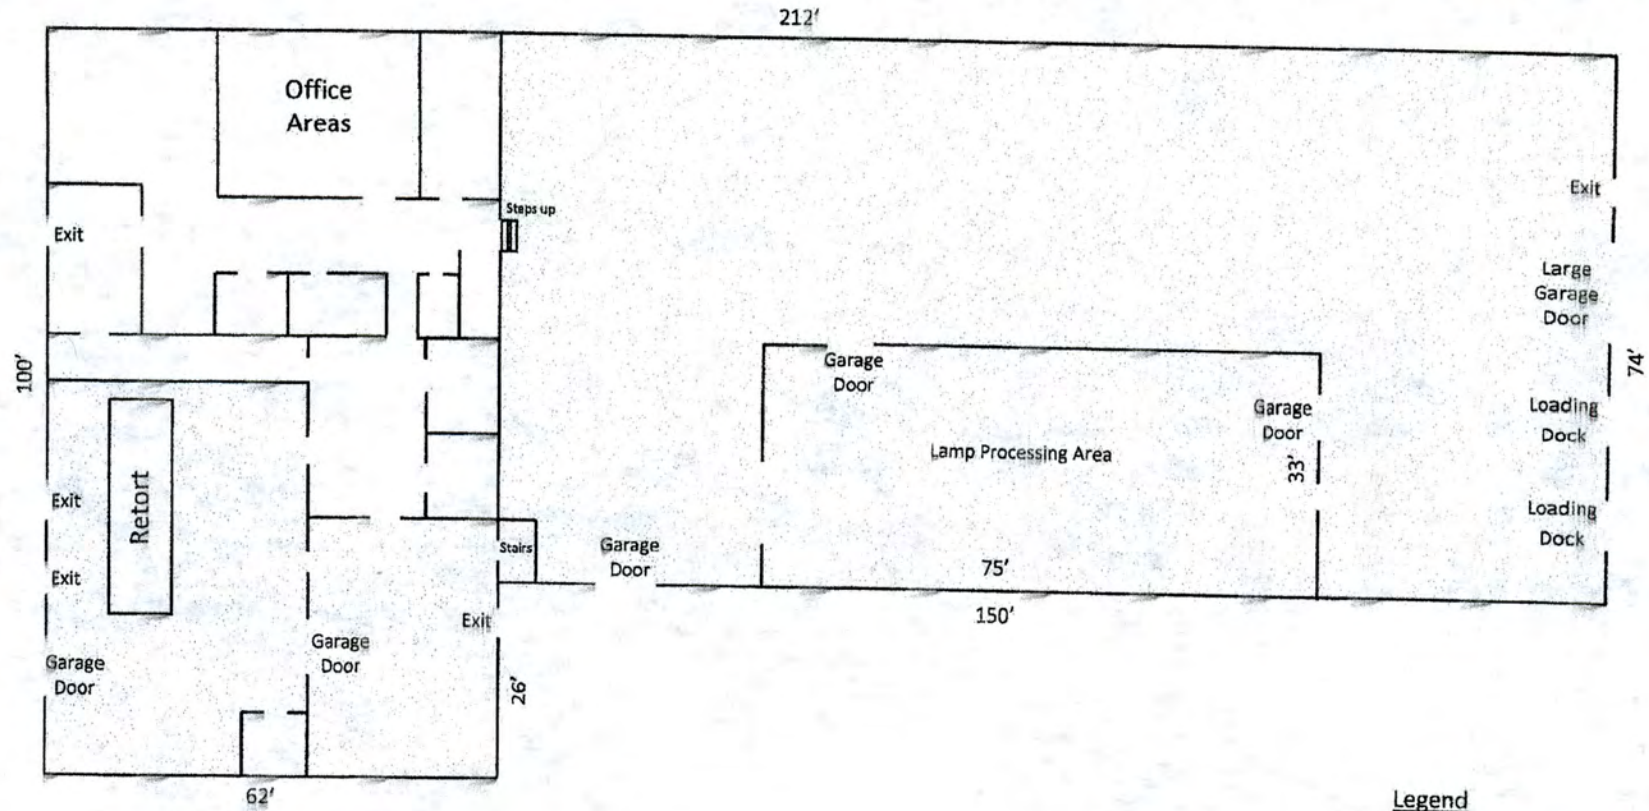 212'
Office
Areas
Steps up
Exit
Exit
Large
Garage
Door
100'
74'
Garage
Door
Garage
Door
Loading
Dock
Lamp Processing Area
33'
Retort
Exit
Loading
Dock
Stairs
Garage
Door
75'
Exit
150'
Exit
Garage
Door
Garage
Door
26'
62'
Legend